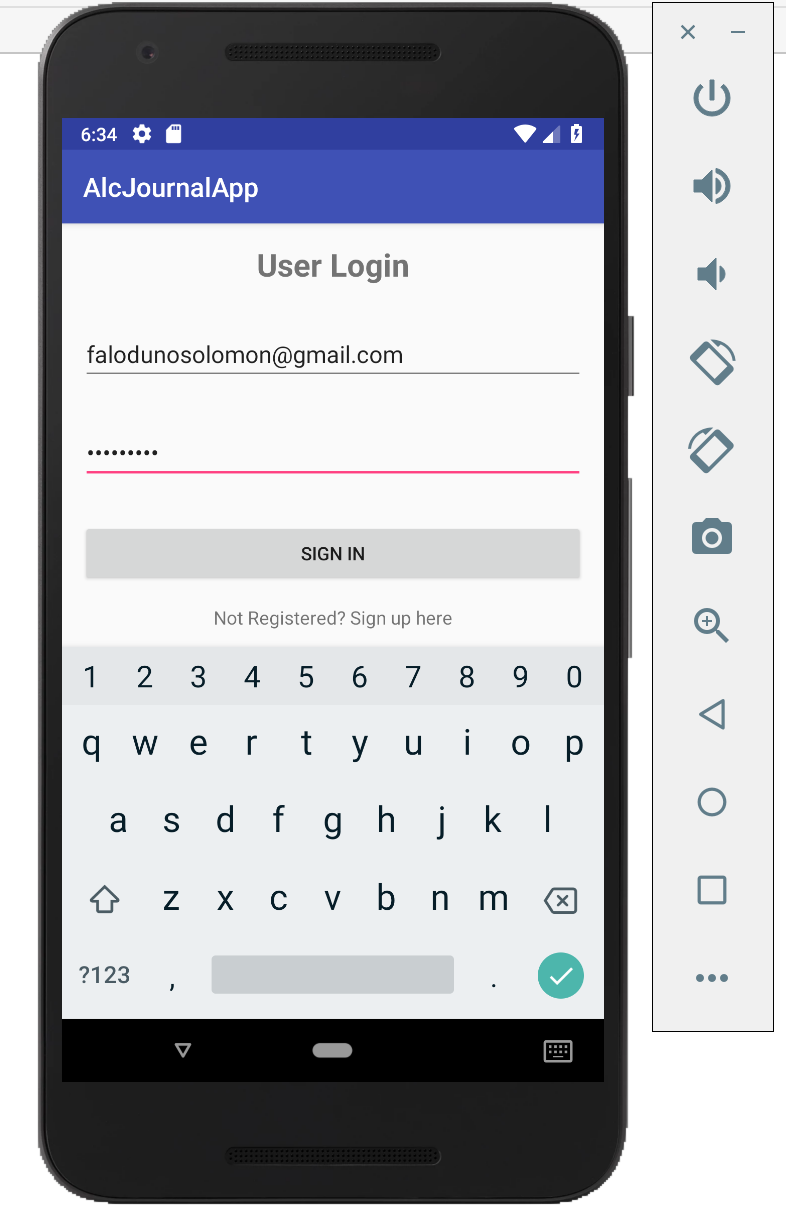 6:34
AlcJournalApp
User Login
falodunosolomon@gmail.com
•••••••••
SIGN IN
Not Registered? Sign up here
1 2 3 4 5 6 7 8 9 0
q w e r t y u i o p
a s d f g h j k l
z x c v b n m
?123 , .